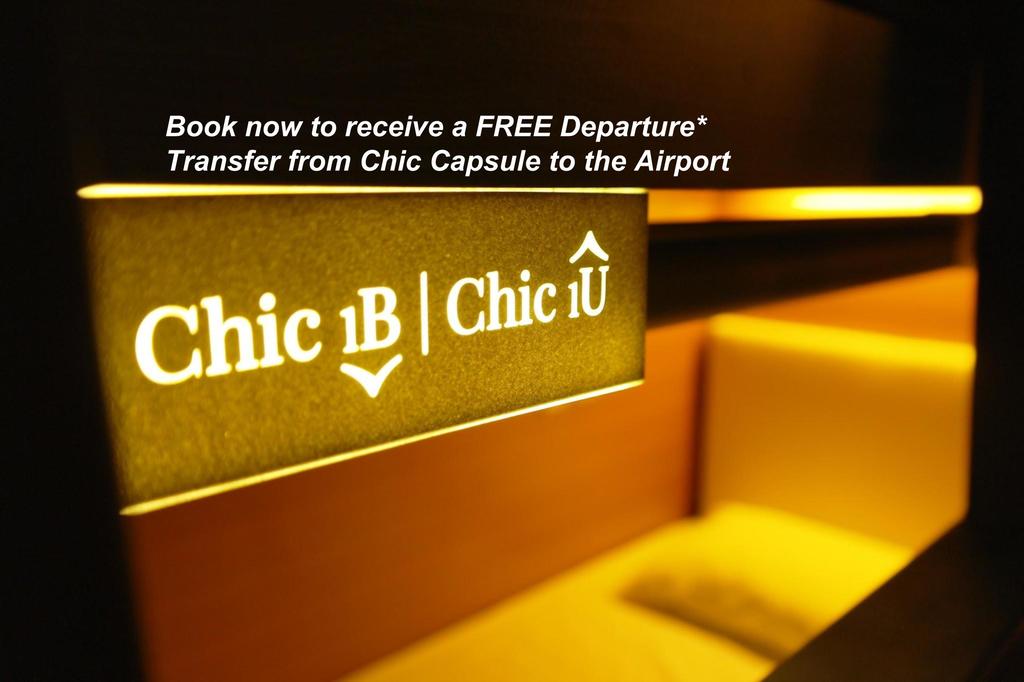 Book now to receive a FREE Departure*
Transfer from Chic Capsule to the Airport
Chic 1B | Chic 1U